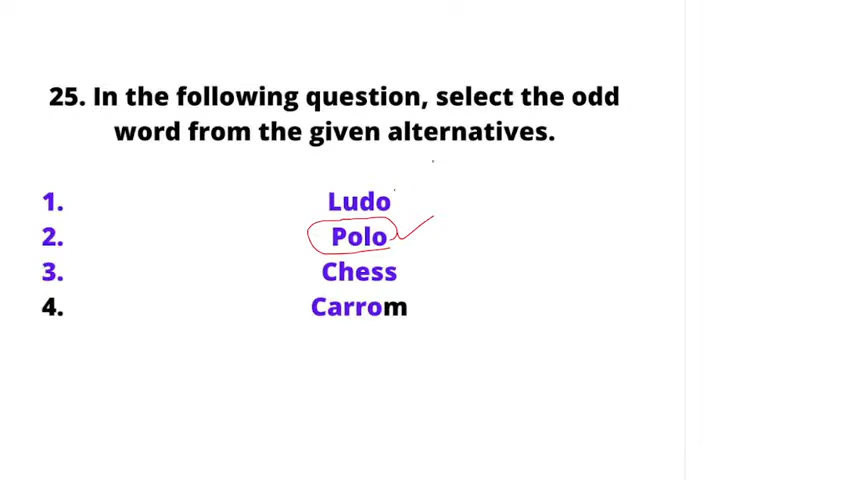 25. In the following question, select the odd
word from the given alternatives.
1. Ludo
2. Polo
3. Chess
4. Carrom